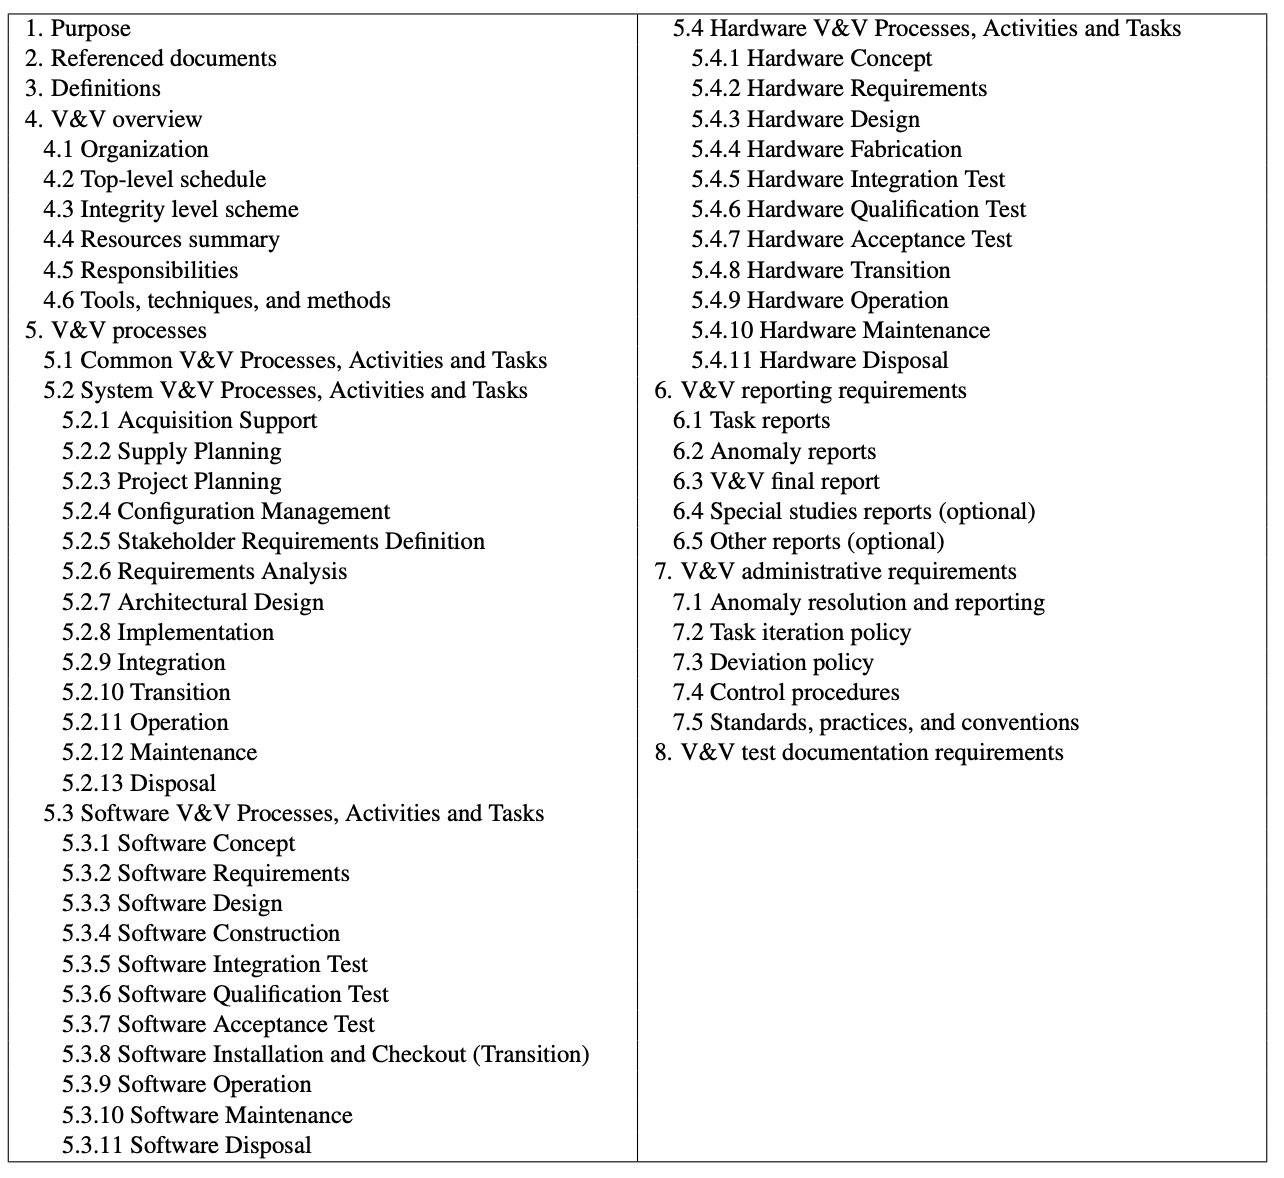 1. Purpose
2. Referenced documents
3. Definitions
4. V&V overview
4.1 Organization
4.2 Top-level schedule
4.3 Integrity level scheme
4.4 Resources summary
4.5 Responsibilities
4.6 Tools, techniques, and methods
5. V&V processes
5.1 Common V&V Processes, Activities and Tasks
5.2 System V&V Processes, Activities and Tasks
5.2.1 Acquisition Support
5.2.2 Supply Planning
5.2.3 Project Planning
5.2.4 Configuration Management
5.2.5 Stakeholder Requirements Definition
5.2.6 Requirements Analysis
5.2.7 Architectural Design
5.2.8 Implementation
5.2.9 Integration
5.2.10 Transition
5.2.11 Operation
5.2.12 Maintenance
5.2.13 Disposal
5.3 Software V&V Processes, Activities and Tasks
5.3.1 Software Concept
5.3.2 Software Requirements
5.3.3 Software Design
5.3.4 Software Construction
5.3.5 Software Integration Test
5.3.6 Software Qualification Test
5.3.7 Software Acceptance Test
5.3.8 Software Installation and Checkout (Transition)
5.3.9 Software Operation
5.3.10 Software Maintenance
5.3.11 Software Disposal
5.4 Hardware V&V Processes, Activities and Tasks
5.4.1 Hardware Concept
5.4.2 Hardware Requirements
5.4.3 Hardware Design
5.4.4 Hardware Fabrication
5.4.5 Hardware Integration Test
5.4.6 Hardware Qualification Test
5.4.7 Hardware Acceptance Test
5.4.8 Hardware Transition
5.4.9 Hardware Operation
5.4.10 Hardware Maintenance
5.4.11 Hardware Disposal
6. V&V reporting requirements
6.1 Task reports
6.2 Anomaly reports
6.3 V&V final report
6.4 Special studies reports (optional)
6.5 Other reports (optional)
7. V&V administrative requirements
7.1 Anomaly resolution and reporting
7.2 Task iteration policy
7.3 Deviation policy
7.4 Control procedures
7.5 Standards, practices, and conventions
8. V&V test documentation requirements